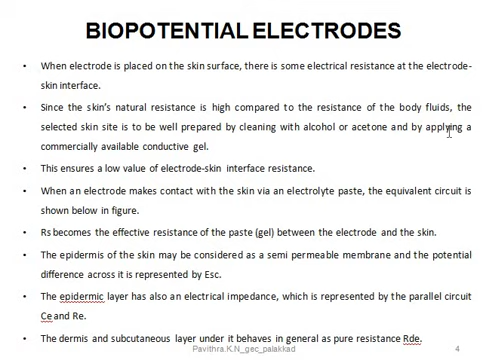 BIOPOTENTIAL ELECTRODES
• When electrode is placed on the skin surface, there is some electrical resistance at the electrode-
skin interface.
• Since the skin's natural resistance is high compared to the resistance of the body fluids, the
selected skin site is to be well prepared by cleaning with alcohol or acetone and by applying a
commercially available conductive gel.
• This ensures a low value of electrode-skin interface resistance.
• When an electrode makes contact with the skin via an electrolyte paste, the equivalent circuit is
shown below in figure.
• Rs becomes the effective resistance of the paste (gel) between the electrode and the skin.
• The epidermis of the skin may be considered as a semi permeable membrane and the potential
difference across it is represented by Esc.
• The epidermic layer has also an electrical impedance, which is represented by the parallel circuit
Ce and Re.
• The dermis and subcutaneous layer under it behaves in general as pure resistance Rde.
Pavithra.K.N_gec_palakkad 4